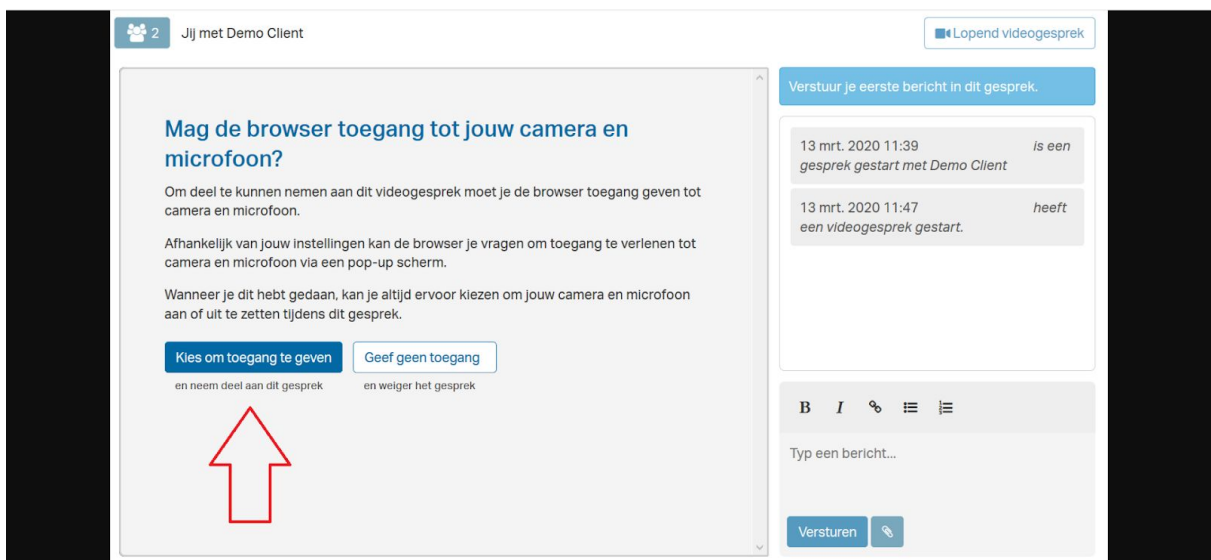 2 Jij met Demo Client
Lopend videogesprek
Mag de browser toegang tot jouw camera en
microfoon?
Om deel te kunnen nemen aan dit videogesprek moet je de browser toegang geven tot
camera en microfoon.
Afhankelijk van jouw instellingen kan de browser je vragen om toegang te verlenen tot
camera en microfoon via een pop-up scherm.
Wanneer je dit hebt gedaan, kan je altijd ervoor kiezen om jouw camera en microfoon
aan of uit te zetten tijdens dit gesprek.
Kies om toegang te geven
Geef geen toegang
en neem deel aan dit gesprek
en weiger het gesprek
Verstuur je eerste bericht in dit gesprek.
13 mrt. 2020 11:39 is een
gesprek gestart met Demo Client
13 mrt. 2020 11:47 heeft
een videogesprek gestart.
B I
Typ een bericht...
Versturen